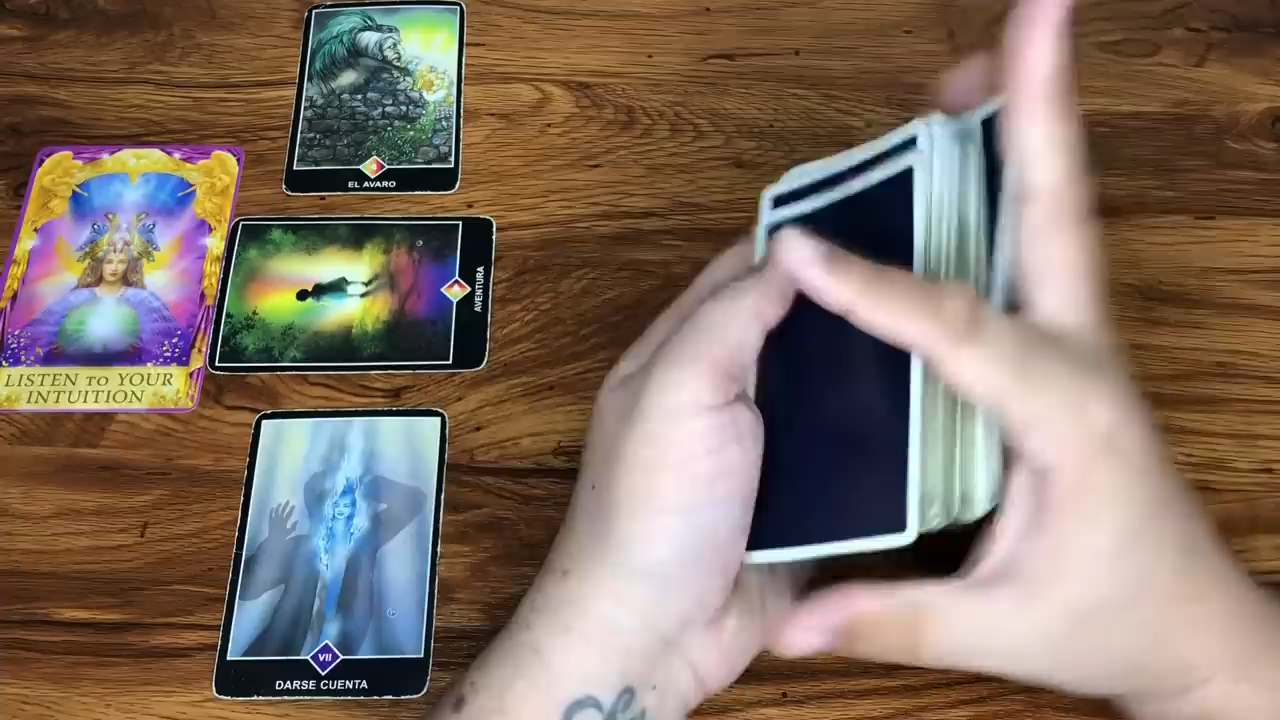 EL AVARO
AVENTURA
LISTEN to YOUR
INTUITION
VII
DARSE CUENTA